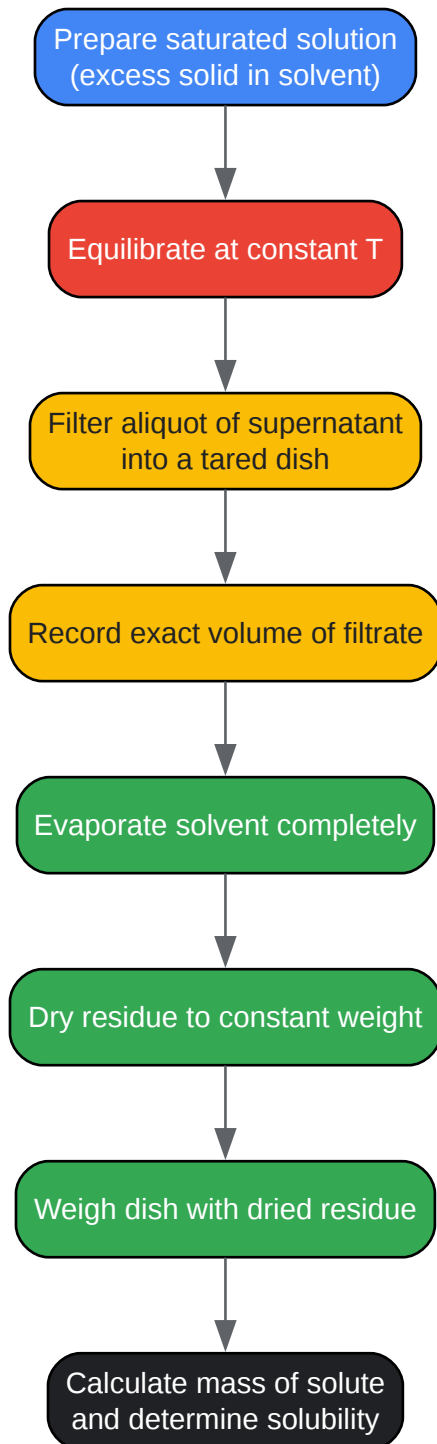 Prepare saturated solution
(excess solid in solvent)
Equilibrate at constant T
Filter aliquot of supernatant
into a tared dish
Record exact volume of filtrate
Evaporate solvent completely
Dry residue to constant weight
Weigh dish with dried residue
Calculate mass of solute
and determine solubility